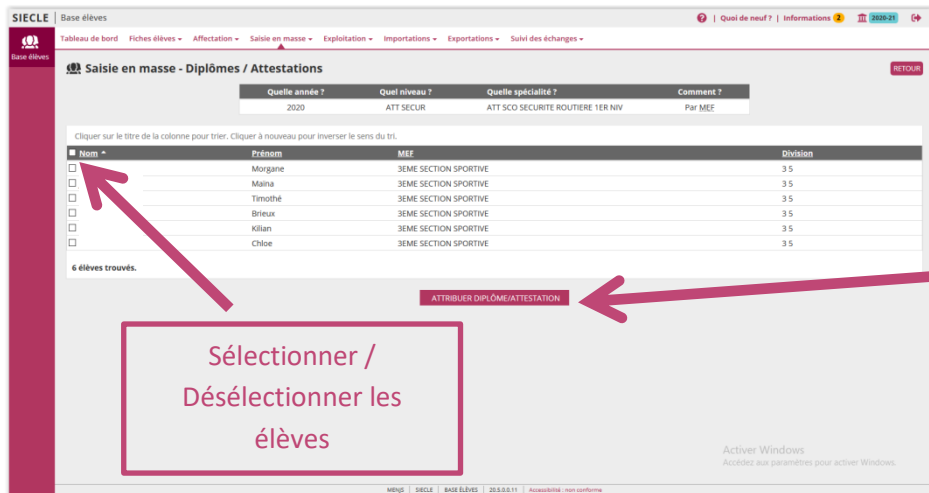 SIECLE Base élèves | Quoi de neuf ? | Informations 2 2020-21
Base élèves
Tableau de bord Fiches élèves Affectation Saisie en masse Exploitation Importations Exportations Suivi des échanges
Saisie en masse - Diplômes / Attestations RETOUR
Quelle année ? Quel niveau ? Quelle spécialité ? Comment ?
2020 ATT SECUR ATT SCO SECURITE ROUTIERE 1ER NIV Par MEF
Cliquer sur le titre de la colonne pour trier. Cliquer à nouveau pour inverser le sens du tri.
Nom Prénom MEF Division
Morgane 3EME SECTION SPORTIVE 3 5
Maina 3EME SECTION SPORTIVE 3 5
Timothé 3EME SECTION SPORTIVE 3 5
Brieux 3EME SECTION SPORTIVE 3 5
Kilian 3EME SECTION SPORTIVE 3 5
Chloe 3EME SECTION SPORTIVE 3 5
6 élèves trouvés.
ATTRIBUER DIPLÔME/ATTESTATION
Sélectionner /
Désélectionner les
élèves
Activer Windows
Accédez aux paramètres pour activer Windows.
MENJS | SIECLE | BASE ÉLÈVES | 20.5.0.0.11 | Accessibilité : non conforme